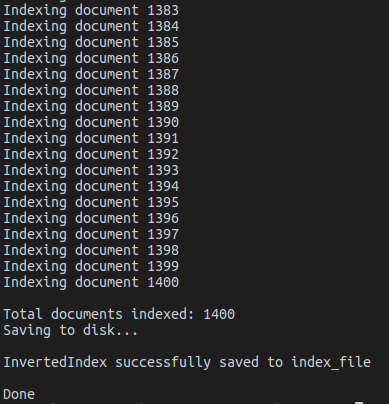 Indexing document 1383
Indexing document 1384
Indexing document 1385
Indexing document 1386
Indexing document 1387
Indexing document 1388
Indexing document 1389
Indexing document 1390
Indexing document 1391
Indexing document 1392
Indexing document 1393
Indexing document 1394
Indexing document 1395
Indexing document 1396
Indexing document 1397
Indexing document 1398
Indexing document 1399
Indexing document 1400
Total documents indexed: 1400
Saving to disk...
InvertedIndex successfully saved to index_file
Done